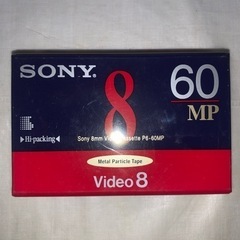 SONY
60
MP
8
Hi-packing
Sony 8mm Video Cassette P6-60MP
Metal Particle Tape
Video 8